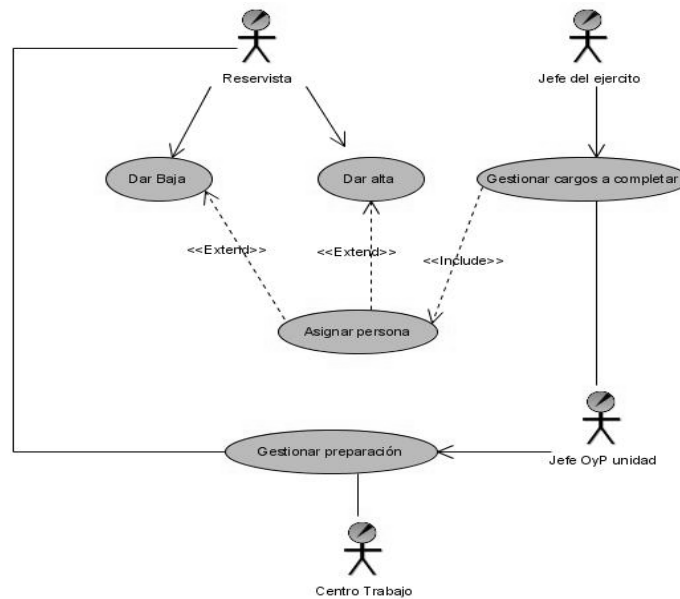 Reservista
Jefe del ejercito
Dar Baja
Dar alta
Gestionar cargos a completar
<<Extend>>
<<Extend>>
<<Include>>
Asignar persona
Gestionar preparación
Jefe OyP unidad
Centro Trabajo